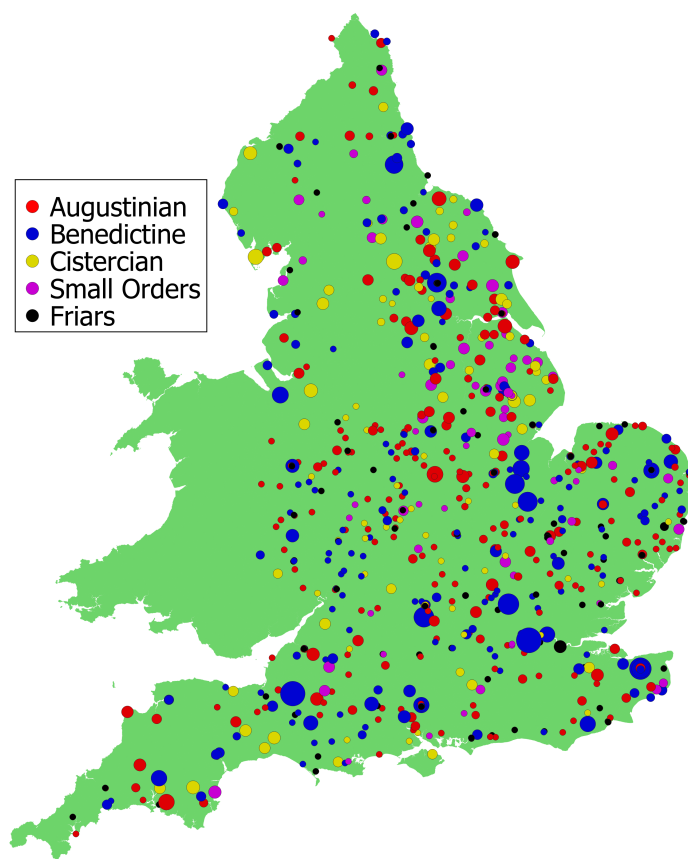 Augustinian
Benedictine
Cistercian
Small Orders
Friars